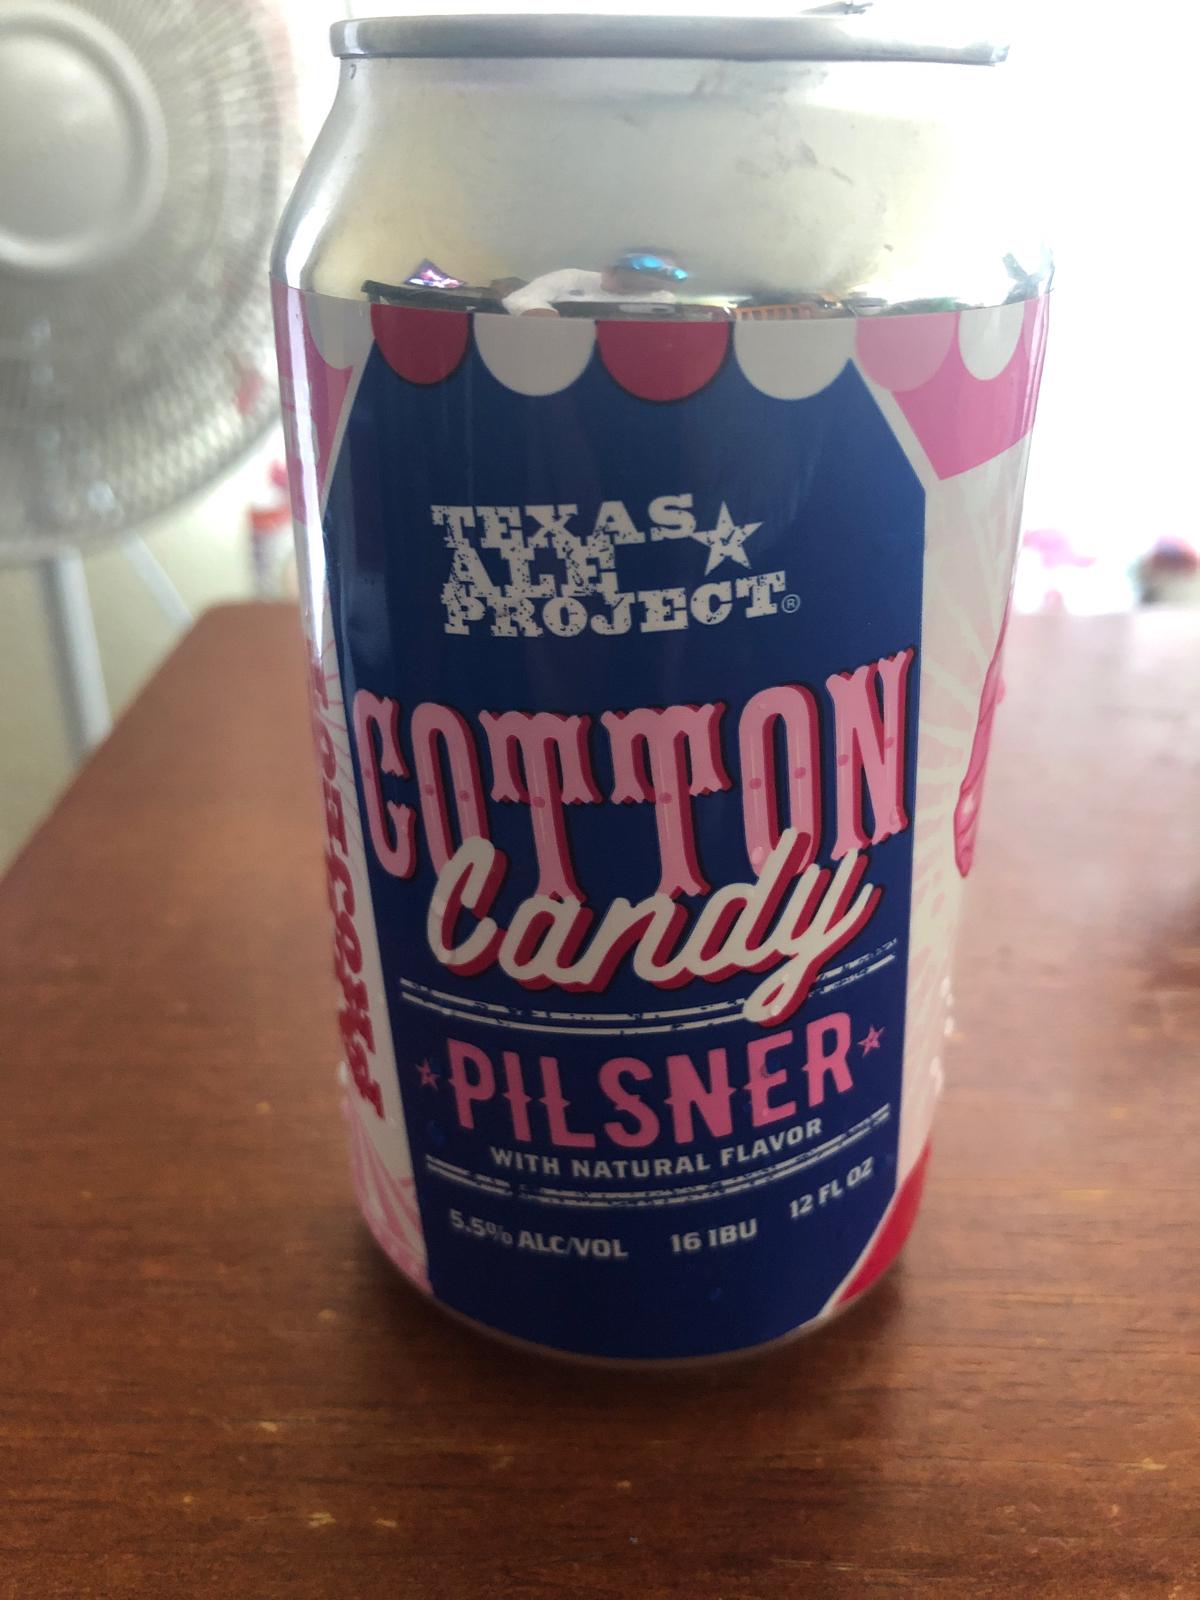 TEXAS
ALE
PROJECT®
COTTON
Candy
PILSNER
WITH NATURAL FLAVOR
5.5% ALC/VOL 16 IBU 12 FL OZ